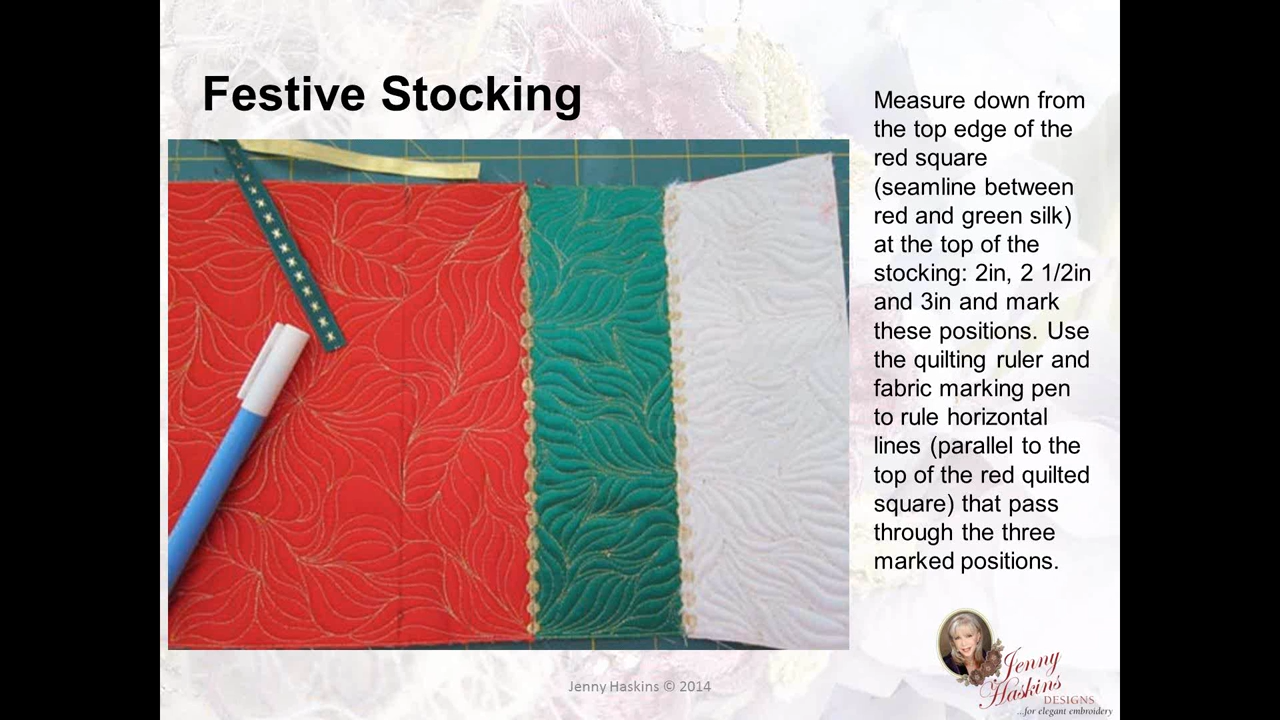 Festive Stocking
Measure down from
the top edge of the
red square
(seamline between
red and green silk)
at the top of the
stocking: 2in, 2 1/2in
and 3in and mark
these positions. Use
the quilting ruler and
fabric marking pen
to rule horizontal
lines (parallel to the
top of the red quilted
square) that pass
through the three
marked positions.
Jenny Haskins © 2014
Jenny
Haskins
DESIGNS
...for elegant embroidery